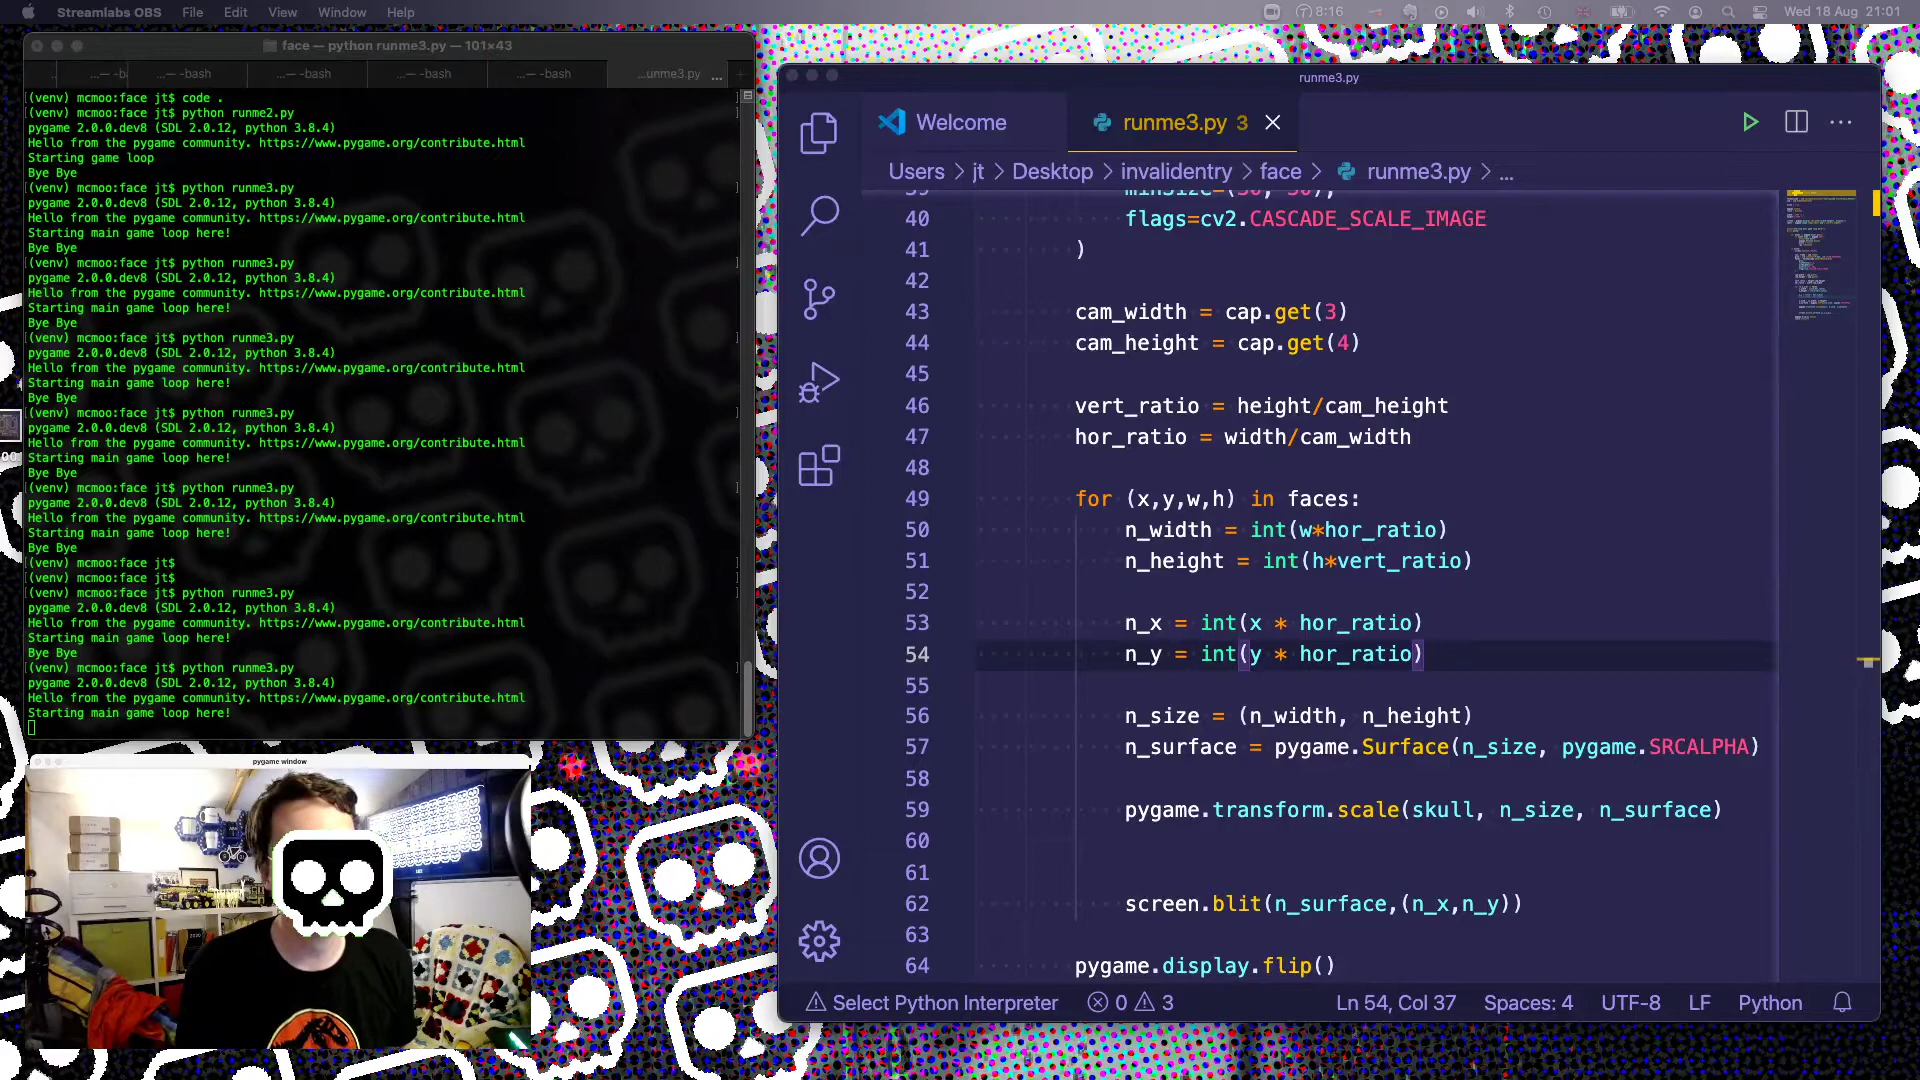 Streamlabs OBS File Edit View Window Help
8:16 Wed 18 Aug 21:01
face — python runme3.py — 101×43
...— -bash ...— -bash ...— -bash ...— -bash ...unme3.py ...
(venv) mcmoo:face jt$ code .
(venv) mcmoo:face jt$ python runme2.py
pygame 2.0.0.dev8 (SDL 2.0.12, python 3.8.4)
Hello from the pygame community. https://www.pygame.org/contribute.html
Starting game loop
Bye Bye
(venv) mcmoo:face jt$ python runme3.py
pygame 2.0.0.dev8 (SDL 2.0.12, python 3.8.4)
Hello from the pygame community. https://www.pygame.org/contribute.html
Starting main game loop here!
Bye Bye
(venv) mcmoo:face jt$ python runme3.py
pygame 2.0.0.dev8 (SDL 2.0.12, python 3.8.4)
Hello from the pygame community. https://www.pygame.org/contribute.html
Starting main game loop here!
Bye Bye
(venv) mcmoo:face jt$ python runme3.py
pygame 2.0.0.dev8 (SDL 2.0.12, python 3.8.4)
Hello from the pygame community. https://www.pygame.org/contribute.html
Starting main game loop here!
Bye Bye
(venv) mcmoo:face jt$ python runme3.py
pygame 2.0.0.dev8 (SDL 2.0.12, python 3.8.4)
Hello from the pygame community. https://www.pygame.org/contribute.html
Starting main game loop here!
Bye Bye
(venv) mcmoo:face jt$ python runme3.py
pygame 2.0.0.dev8 (SDL 2.0.12, python 3.8.4)
Hello from the pygame community. https://www.pygame.org/contribute.html
Starting main game loop here!
Bye Bye
(venv) mcmoo:face jt$
(venv) mcmoo:face jt$
(venv) mcmoo:face jt$ python runme3.py
pygame 2.0.0.dev8 (SDL 2.0.12, python 3.8.4)
Hello from the pygame community. https://www.pygame.org/contribute.html
Starting main game loop here!
Bye Bye
(venv) mcmoo:face jt$ python runme3.py
pygame 2.0.0.dev8 (SDL 2.0.12, python 3.8.4)
Hello from the pygame community. https://www.pygame.org/contribute.html
Starting main game loop here!
pygame window
runme3.py
Welcome runme3.py 3
Users > jt > Desktop > invalidentry > face > runme3.py > ...
39 minSize=(30, 30),
40 flags=cv2.CASCADE_SCALE_IMAGE
41 )
42
43 cam_width = cap.get(3)
44 cam_height = cap.get(4)
45
46 vert_ratio = height/cam_height
47 hor_ratio = width/cam_width
48
49 for (x,y,w,h) in faces:
50 n_width = int(w*hor_ratio)
51 n_height = int(h*vert_ratio)
52
53 n_x = int(x * hor_ratio)
54 n_y = int(y * hor_ratio)
55
56 n_size = (n_width, n_height)
57 n_surface = pygame.Surface(n_size, pygame.SRCALPHA)
58
59 pygame.transform.scale(skull, n_size, n_surface)
60
61
62 screen.blit(n_surface,(n_x,n_y))
63
64 pygame.display.flip()
Select Python Interpreter 0 3 Ln 54, Col 37 Spaces: 4 UTF-8 LF Python